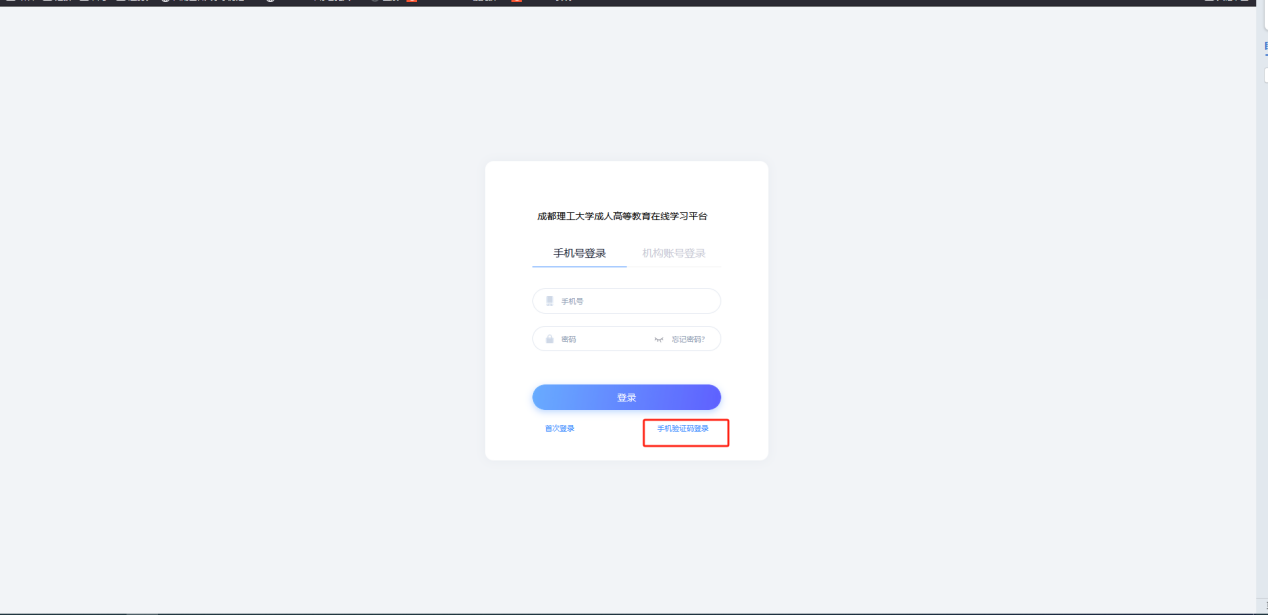 成都理工大学成人高等教育在线学习平台
手机号登录 机构账号登录
手机号
密码 忘记密码?
登录
首次登录 手机验证码登录